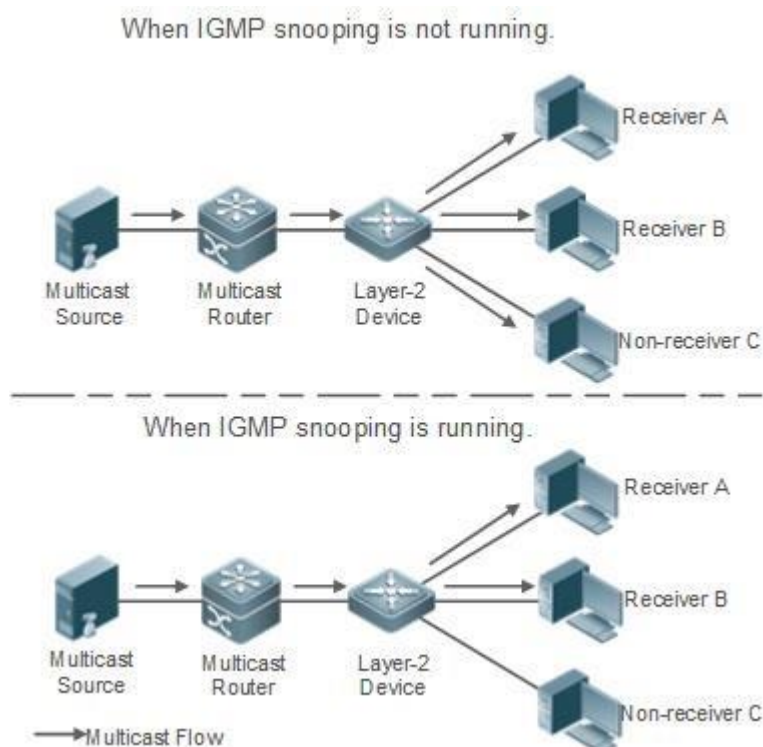 When IGMP snooping is not running.
Receiver A
Receiver B
Multicast
Source
Multicast
Router
Layer-2
Device
Non-receiver C
When IGMP snooping is running.
Receiver A
Receiver B
Multicast
Source
Multicast
Router
Layer-2
Device
Non-receiver C
Multicast Flow